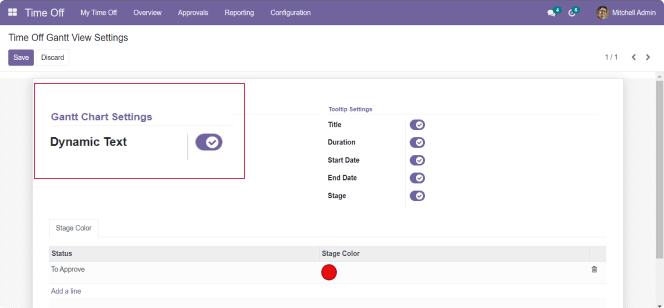 Time Off My Time Off Overview Approvals Reporting Configuration 4 6 Mitchell Admin
Time Off Gantt View Settings
Save Discard 1 / 1
Gantt Chart Settings
Dynamic Text
Tooltip Settings
Title
Duration
Start Date
End Date
Stage
Stage Color
Status Stage Color
To Approve
Add a line